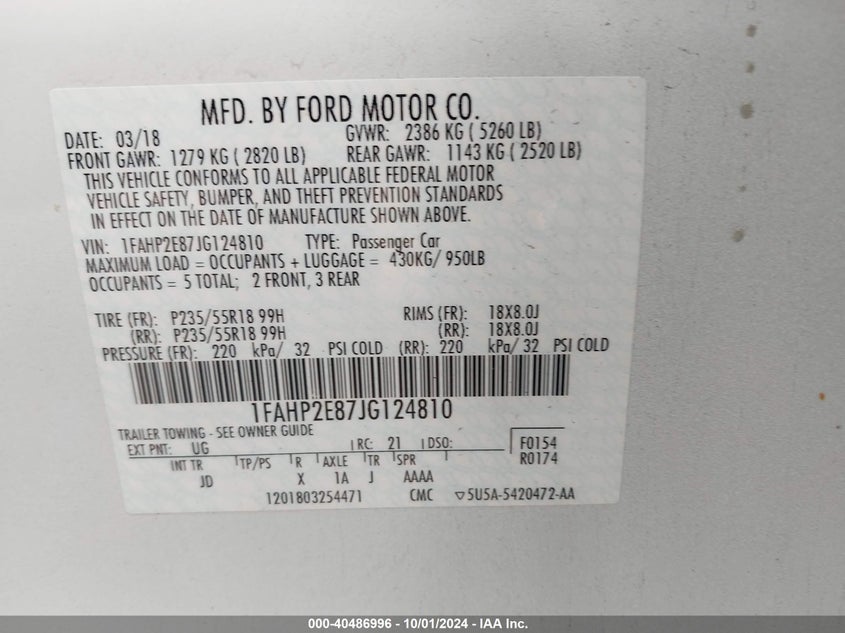 MFD. BY FORD MOTOR CO.
DATE: 03/18 GVWR: 2386 KG ( 5260 LB)
FRONT GAWR: 1279 KG ( 2820 LB) REAR GAWR: 1143 KG ( 2520 LB)
THIS VEHICLE CONFORMS TO ALL APPLICABLE FEDERAL MOTOR
VEHICLE SAFETY, BUMPER, AND THEFT PREVENTION STANDARDS
IN EFFECT ON THE DATE OF MANUFACTURE SHOWN ABOVE.
VIN: 1FAHP2E87JG124810 TYPE: Passenger Car
MAXIMUM LOAD = OCCUPANTS + LUGGAGE = 430KG/ 950LB
OCCUPANTS = 5 TOTAL; 2 FRONT, 3 REAR
TIRE (FR): P235/55R18 99H RIMS (FR): 18X8.0J
(RR): P235/55R18 99H (RR): 18X8.0J
PRESSURE (FR): 220 kPa/ 32 PSI COLD (RR): 220 kPa/ 32 PSI COLD
1FAHP2E87JG124810
TRAILER TOWING - SEE OWNER GUIDE
EXT PNT: UG RC: 21 DSO: F0154
INT TR TP/PS R AXLE TR SPR R0174
JD X 1A J AAAA
1201803254471 CMC ▽5U5A-5420472-AA
000-40486996 - 10/01/2024 - IAA Inc.